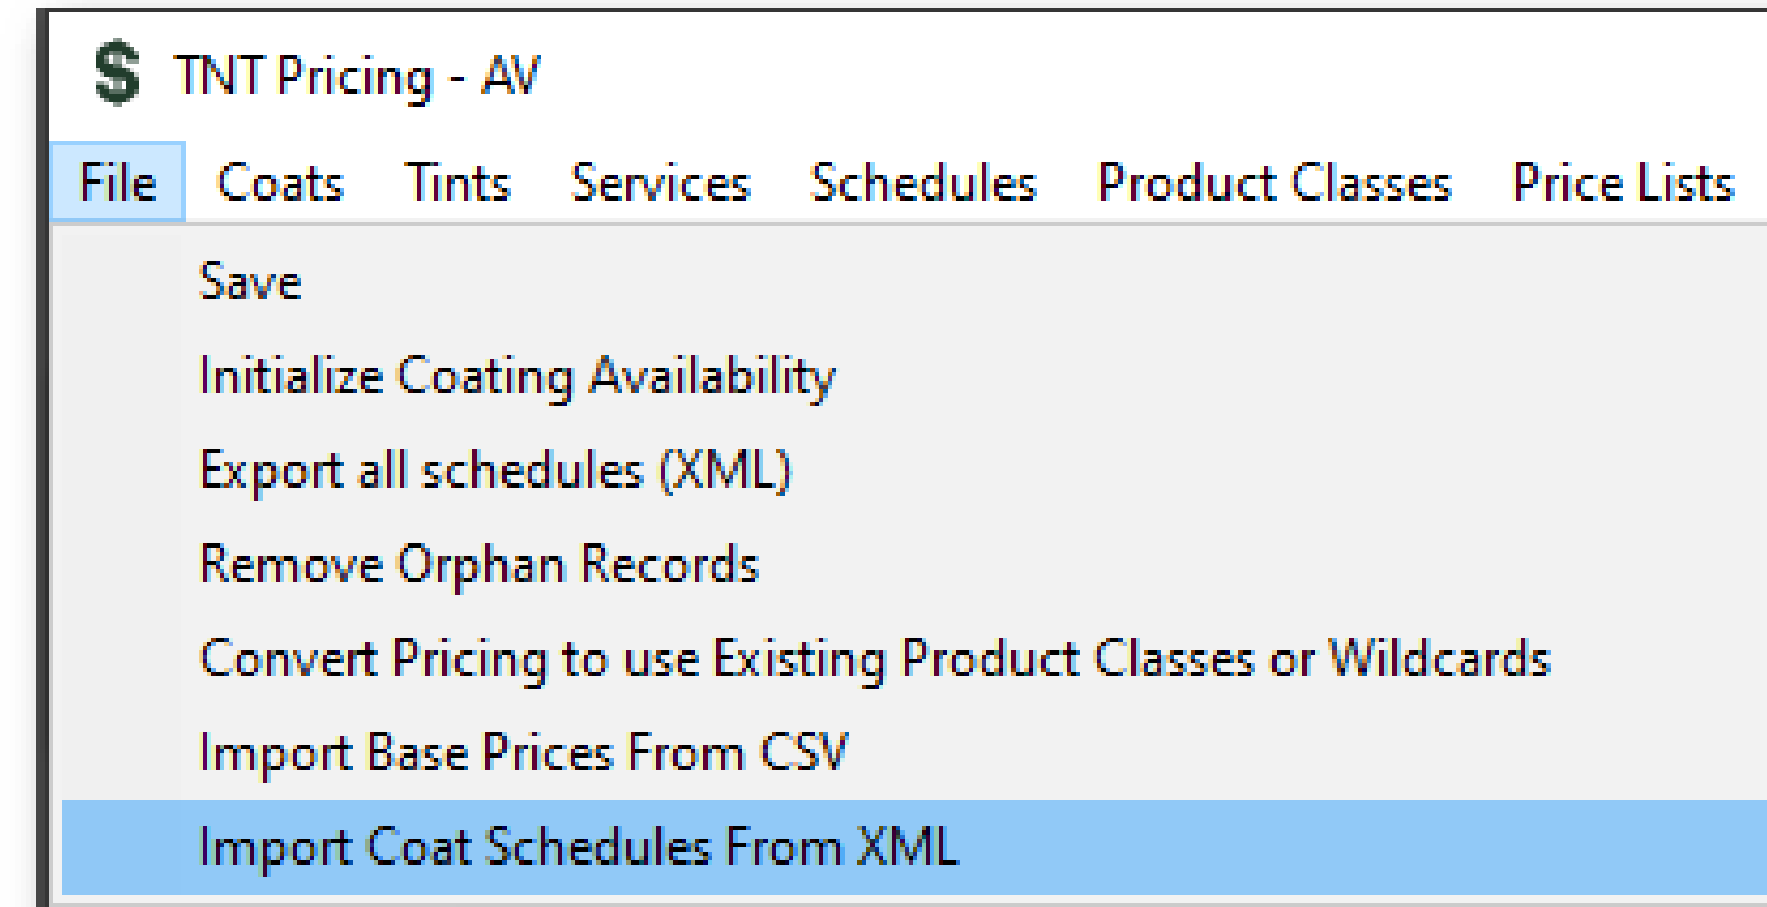 $ TNT Pricing - AV
File Coats Tints Services Schedules Product Classes Price Lists
Save
Initialize Coating Availability
Export all schedules (XML)
Remove Orphan Records
Convert Pricing to use Existing Product Classes or Wildcards
Import Base Prices From CSV
Import Coat Schedules From XML